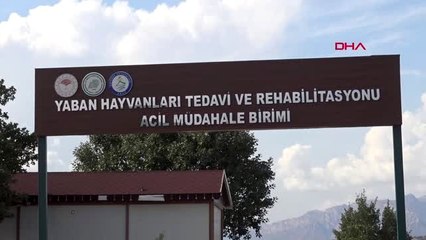 DHA
YABAN HAYVANLARI TEDAVİ VE REHABİLİTASYONU
ACİL MÜDAHALE BİRİMİ